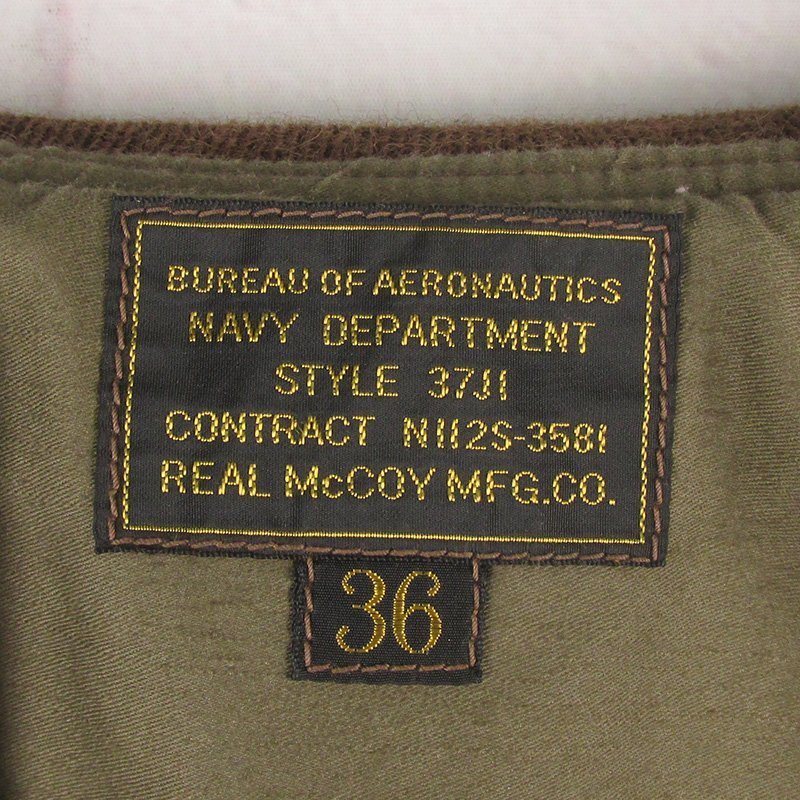 BUREAU OF AERONAUTICS
NAVY DEPARTMENT
STYLE 37J1
CONTRACT N112S-3581
REAL McCOY MFG.CO.
36